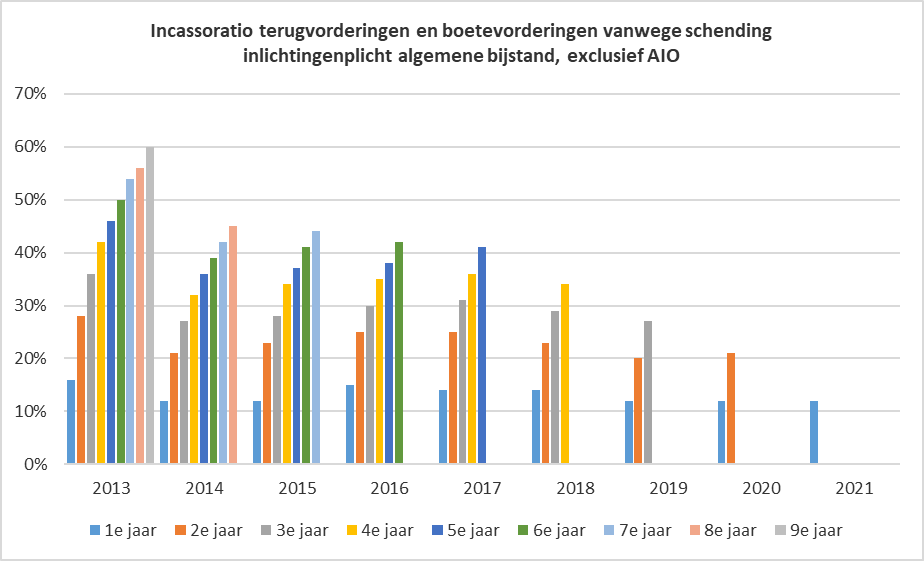 Incassoratio terugvorderingen en boetevorderingen vanwege schending
inlichtingenplicht algemene bijstand, exclusief AIO
70%
60%
50%
40%
30%
20%
10%
0%
2013 2014 2015 2016 2017 2018 2019 2020 2021
1e jaar 2e jaar 3e jaar 4e jaar 5e jaar 6e jaar 7e jaar 8e jaar 9e jaar